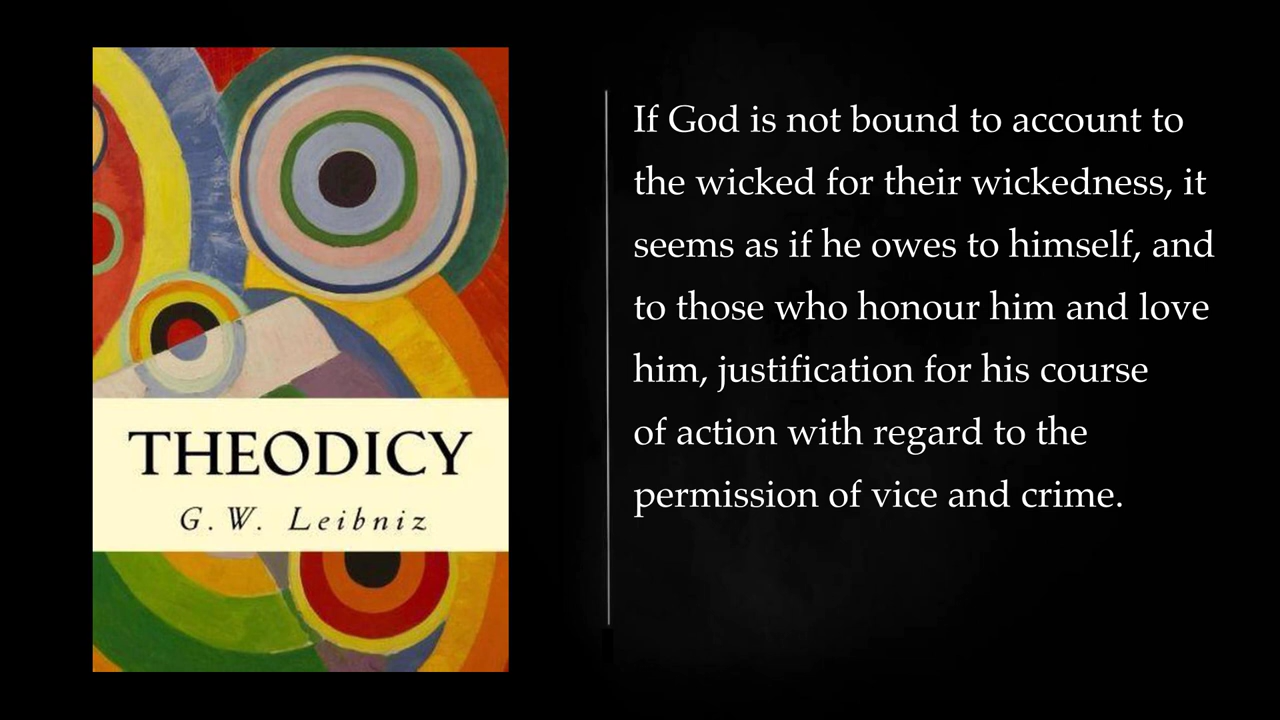 THEODICY
G. W. Leibniz
If God is not bound to account to
the wicked for their wickedness, it
seems as if he owes to himself, and
to those who honour him and love
him, justification for his course
of action with regard to the
permission of vice and crime.